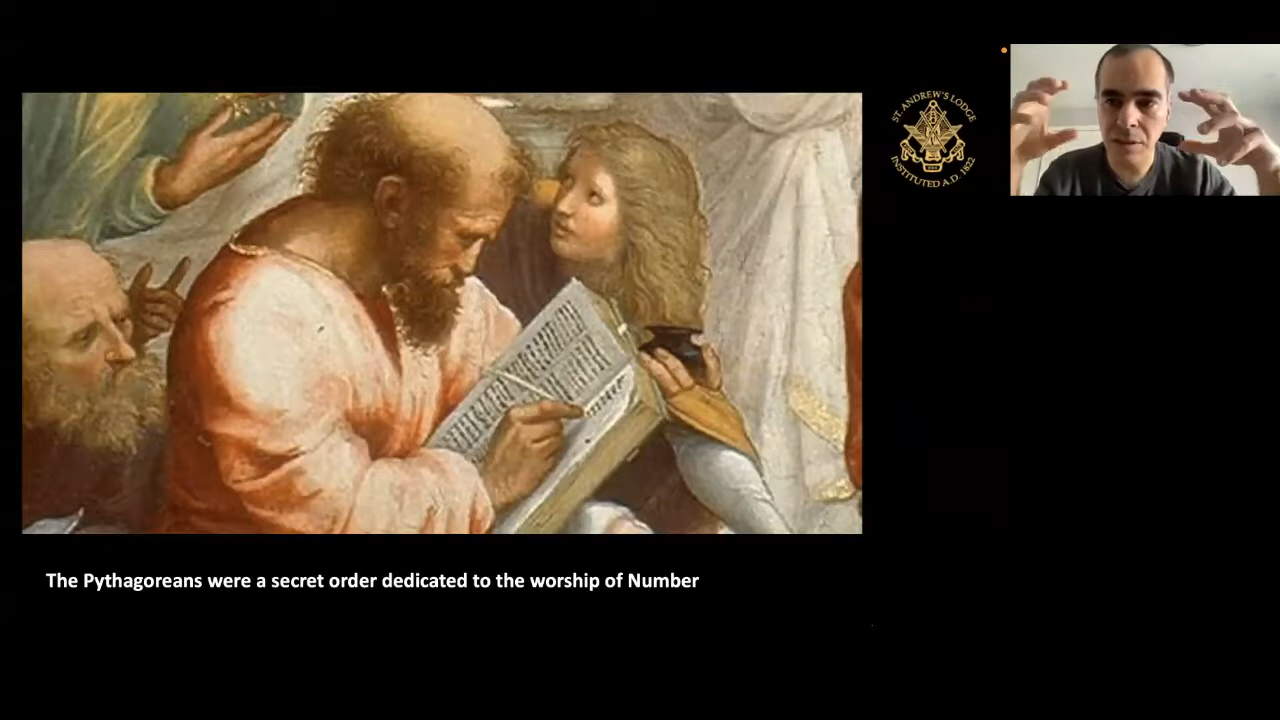 ST. ANDREW'S LODGE
INSTITUTED A.D. 1822
The Pythagoreans were a secret order dedicated to the worship of Number